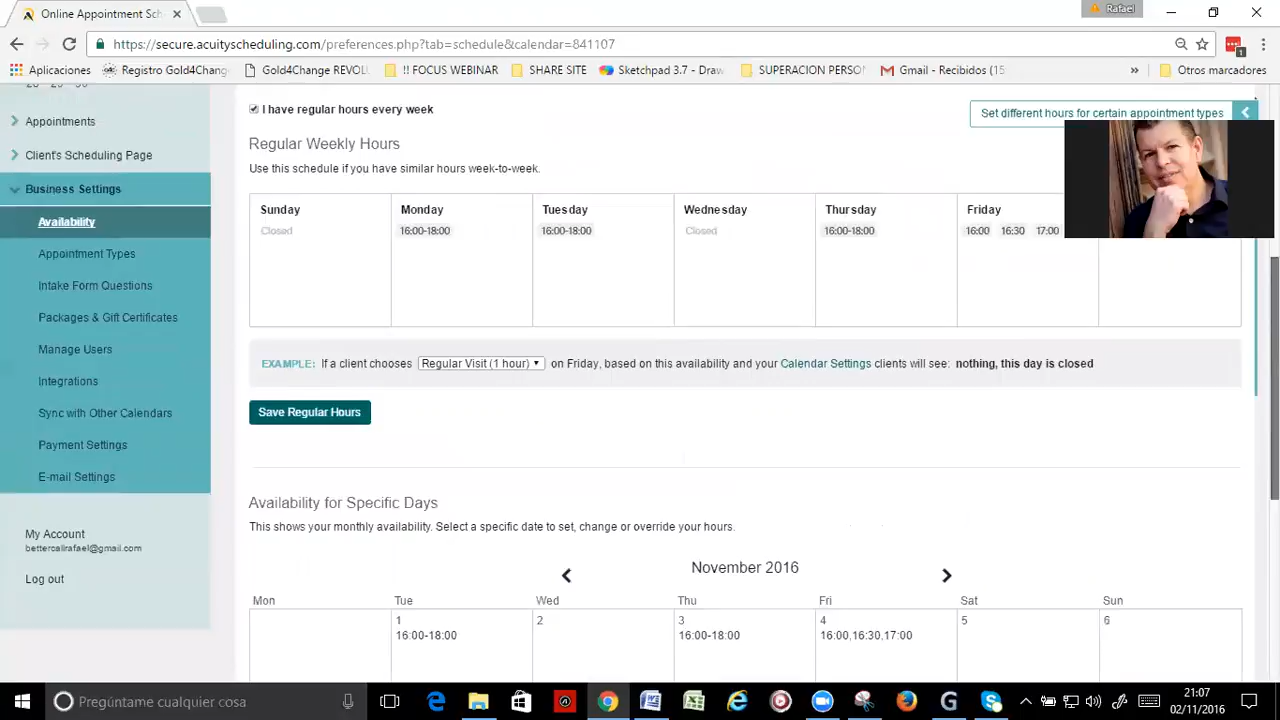 Online Appointment Sch
Rafael
https://secure.acuityscheduling.com/preferences.php?tab=schedule&calendar=841107
1
Aplicaciones
Registro Gold4Chang
Gold4Change REVOL
!! FOCUS WEBINAR
SHARE SITE
Sketchpad 3.7 - Draw
SUPERACION PERSON
Gmail - Recibidos (15
»
Otros marcadores
Appointments
Client's Scheduling Page
Business Settings
Availability
Appointment Types
Intake Form Questions
Packages & Gift Certificates
Manage Users
Integrations
Sync with Other Calendars
Payment Settings
E-mail Settings
My Account
bettercallrafael@gmail.com
Log out
I have regular hours every week
Set different hours for certain appointment types
Regular Weekly Hours
Use this schedule if you have similar hours week-to-week.
Sunday Monday Tuesday Wednesday Thursday Friday
Closed 16:00-18:00 16:00-18:00 Closed 16:00-18:00 16:00 16:30 17:00
EXAMPLE: If a client chooses Regular Visit (1 hour) on Friday, based on this availability and your Calendar Settings clients will see: nothing, this day is closed
Save Regular Hours
Availability for Specific Days
This shows your monthly availability. Select a specific date to set, change or override your hours.
November 2016
Mon Tue Wed Thu Fri Sat Sun
1 2 3 4 5 6
16:00-18:00 16:00-18:00 16:00,16:30,17:00
Pregúntame cualquier cosa
21:07
02/11/2016